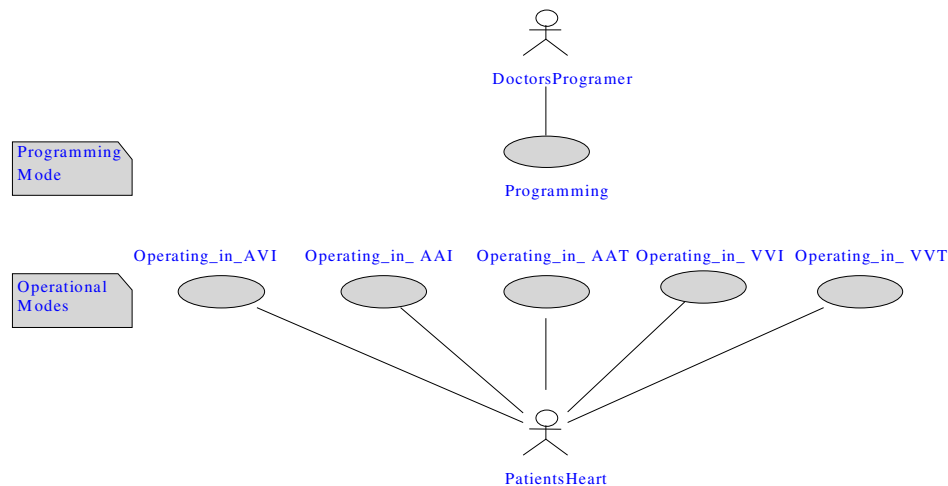 DoctorsProgramer
Programming
Mode
Programming
Operating_in_AVI
Operating_in_ AAI
Operating_in_ AAT
Operating_in_ VVI
Operating_in_ VVT
Operational
Modes
PatientsHeart